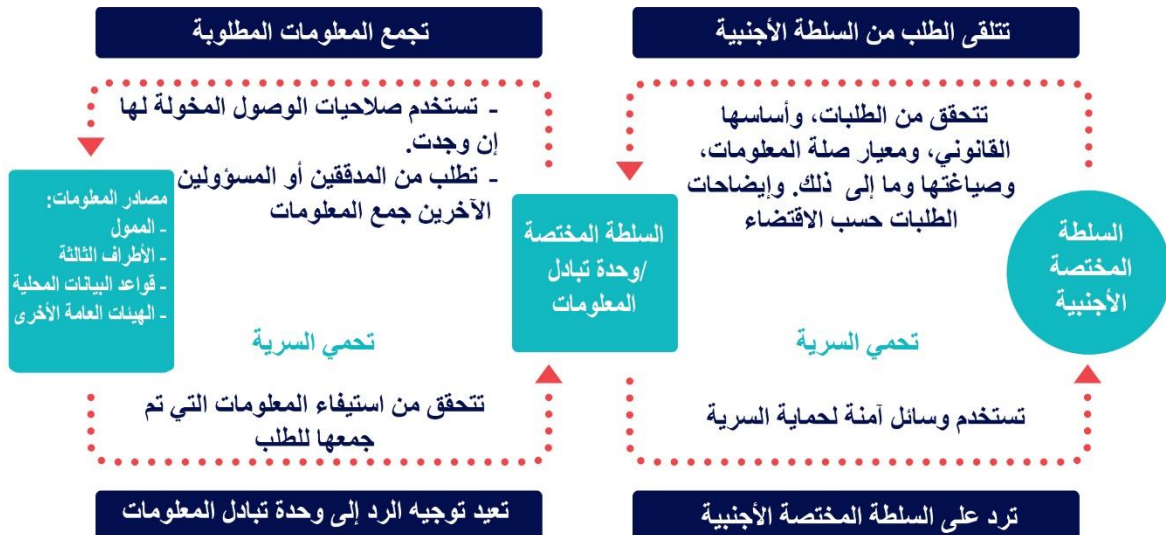 تتلقى الطلب من السلطة الأجنبية
تجمع المعلومات المطلوبة
تتحقق من الطلبات، وأساسها
القانوني، ومعيار صلة المعلومات،
وصياغتها وما إلى ذلك. وإيضاحات
الطلبات حسب الاقتضاء
- تستخدم صلاحيات الوصول المخولة لها
إن وجدت.
- تطلب من المدققين أو المسؤولين
الآخرين جمع المعلومات
السلطة
المختصة
الأجنبية
السلطة المختصة
/وحدة تبادل
المعلومات
مصادر المعلومات:
- الممول
- الأطراف الثالثة
- قواعد البيانات المحلية
- الهيئات العامة الأخرى
تحمي السرية
تحمي السرية
تستخدم وسائل آمنة لحماية السرية
تتحقق من استيفاء المعلومات التي تم
جمعها للطلب
ترد على السلطة المختصة الأجنبية
تعيد توجيه الرد إلى وحدة تبادل المعلومات